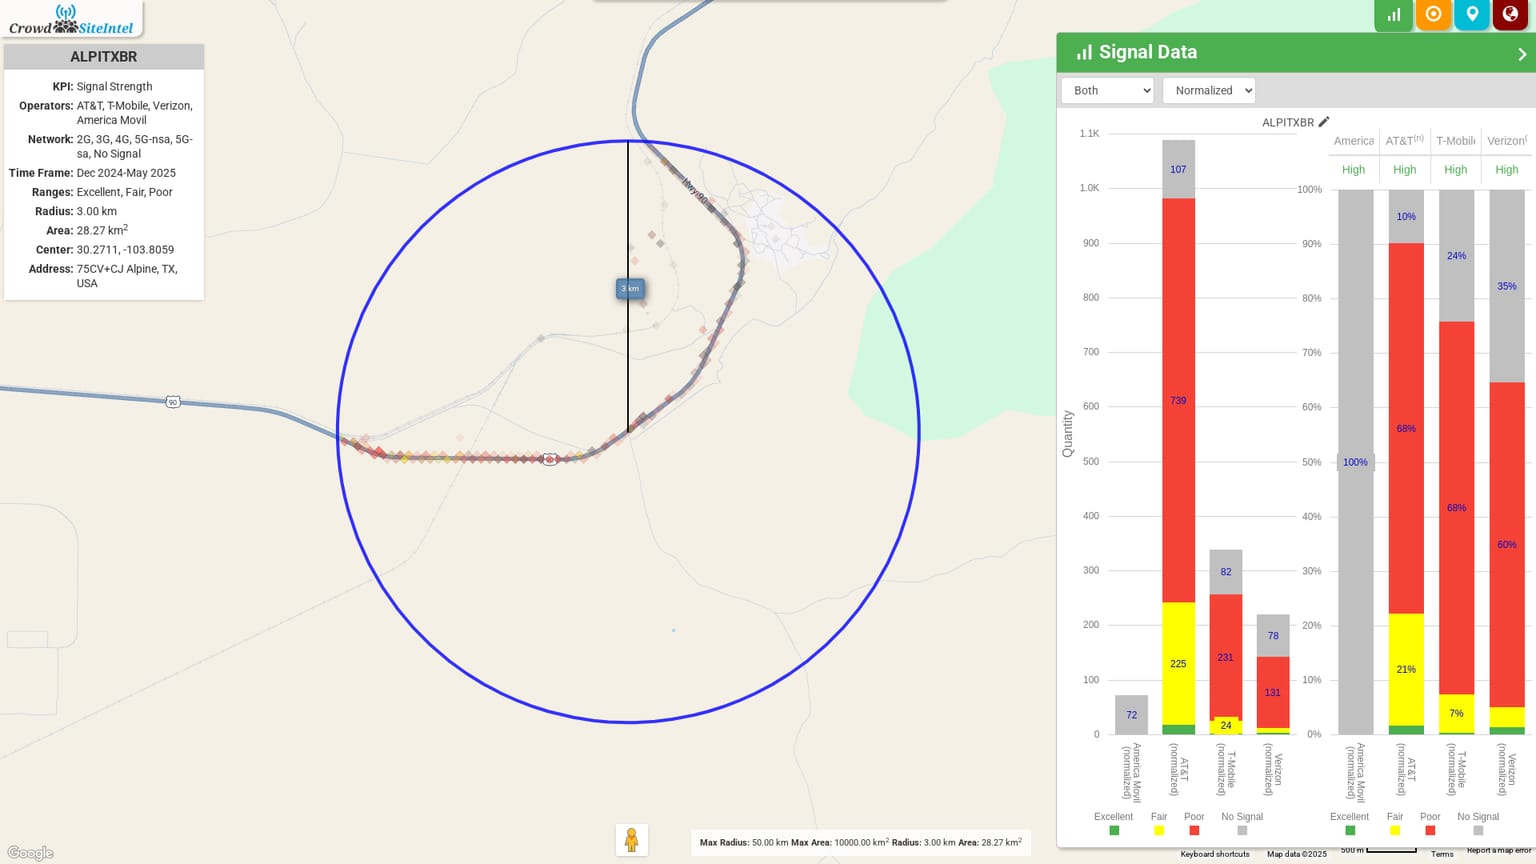 Crowd SiteIntel
ALPITXBR
KPI: Signal Strength
Operators: AT&T, T-Mobile, Verizon,
America Movil
Network: 2G, 3G, 4G, 5G-nsa, 5G-
sa, No Signal
Time Frame: Dec 2024-May 2025
Ranges: Excellent, Fair, Poor
Radius: 3.00 km
Area: 28.27 km2
Center: 30.2711, -103.8059
Address: 75CV+CJ Alpine, TX,
USA
Hwy 90
3 km
90
Signal Data
Both
Normalized
ALPITXBR
1.1K
1.0K
900
800
700
600
500
400
300
200
100
0
Quantity
72
107
739
225
82
231
24
78
131
America Movil
(normalized)
AT&T
(normalized)
T-Mobile
(normalized)
Verizon
(normalized)
Excellent
Fair
Poor
No Signal
America
AT&T(n)
T-Mobile
Verizon(
High
High
High
High
100%
90%
80%
70%
60%
50%
40%
30%
20%
10%
0%
100%
10%
68%
21%
24%
68%
7%
35%
60%
America Movil
(normalized)
AT&T
(normalized)
T-Mobile
(normalized)
Verizon
(normalized)
Excellent
Fair
Poor
No Signal
Max Radius: 50.00 km Max Area: 10000.00 km2 Radius: 3.00 km Area: 28.27 km2
Google
Keyboard shortcuts
Map data ©2025
500 m
Terms
Report a map error